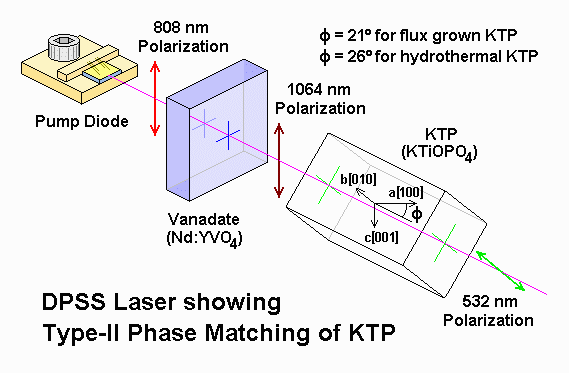 808 nm
Polarization
ϕ = 21º for flux grown KTP
ϕ = 26º for hydrothermal KTP
1064 nm
Polarization
Pump Diode
KTP
(KTiOPO₄)
b[010]
a[100]
ϕ
c[001]
Vanadate
(Nd:YVO₄)
532 nm
Polarization
DPSS Laser showing
Type-II Phase Matching of KTP